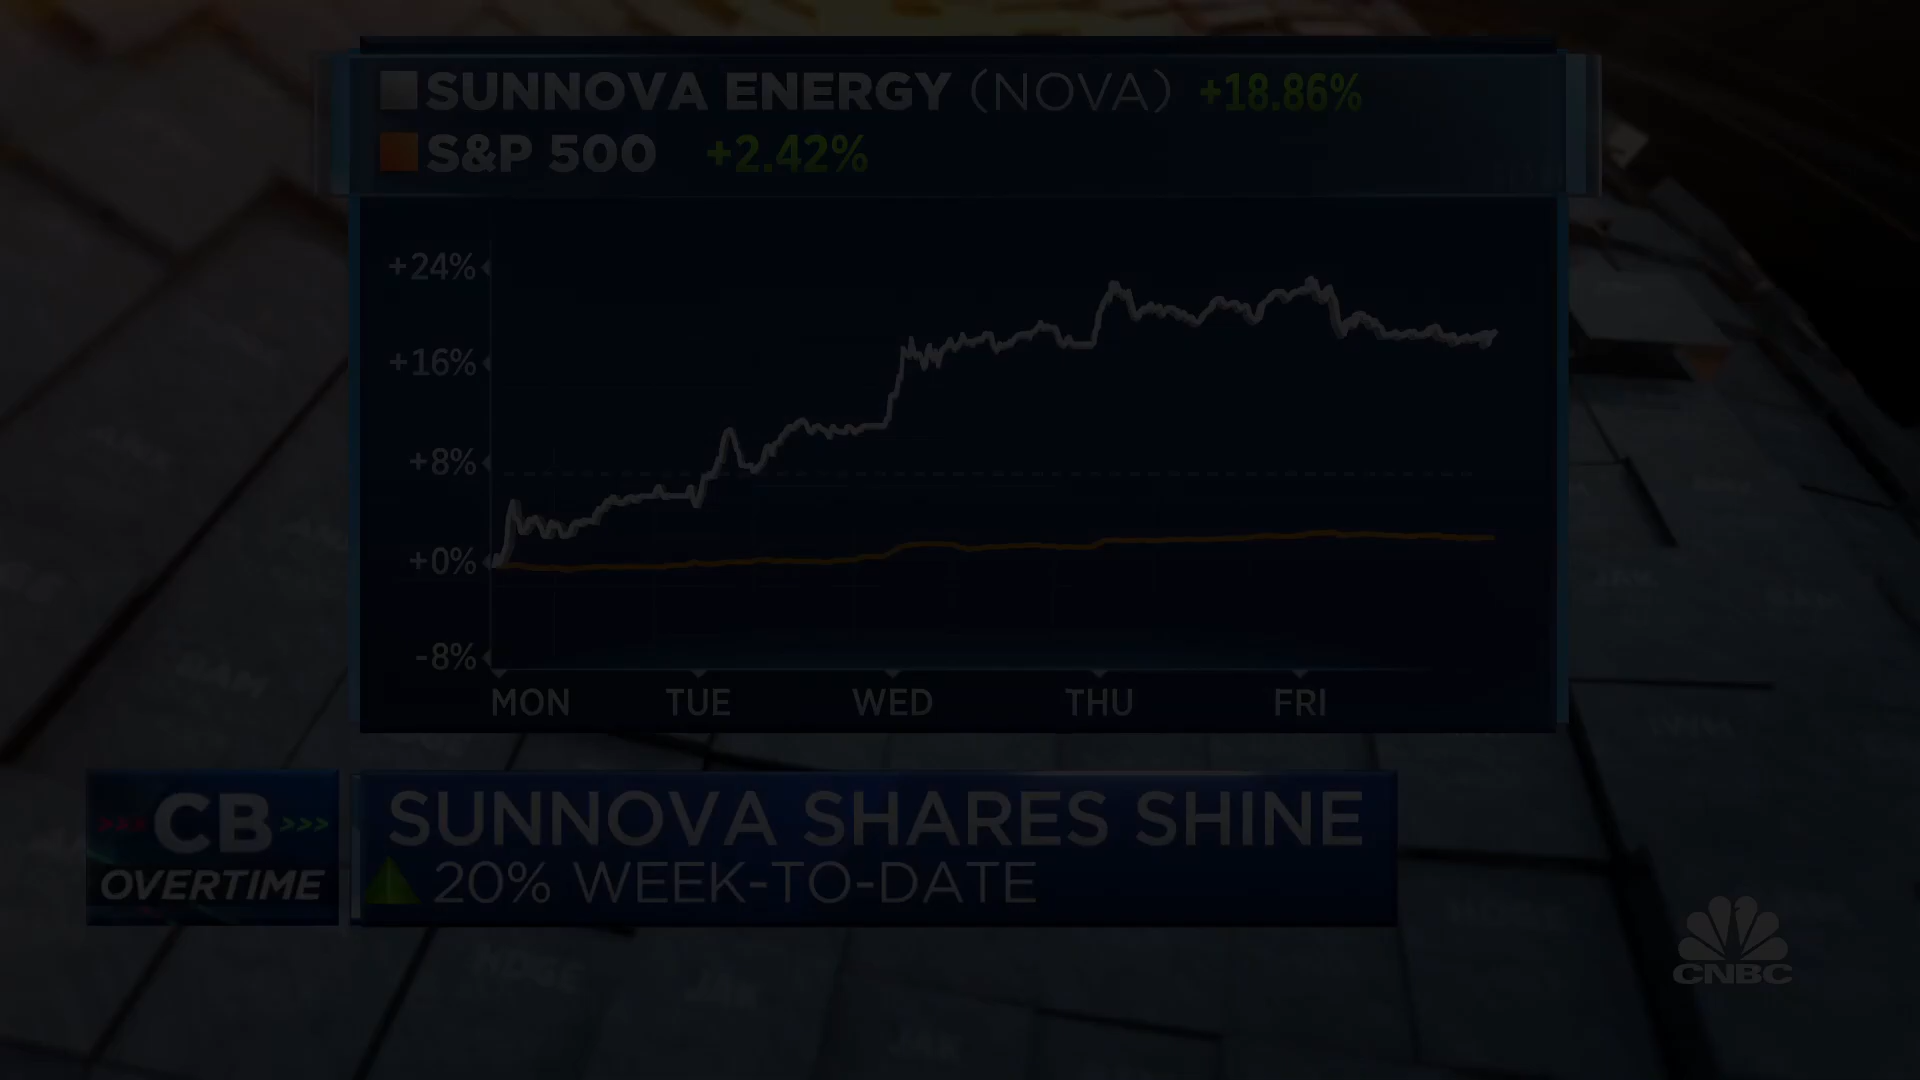 SUNNOVA ENERGY (NOVA) +18.86%
S&P 500 +2.42%
+24%
+16%
+8%
+0%
-8%
MON TUE WED THU FRI
>>> CB >>>
OVERTIME
SUNNOVA SHARES SHINE
20% WEEK-TO-DATE
CNBC